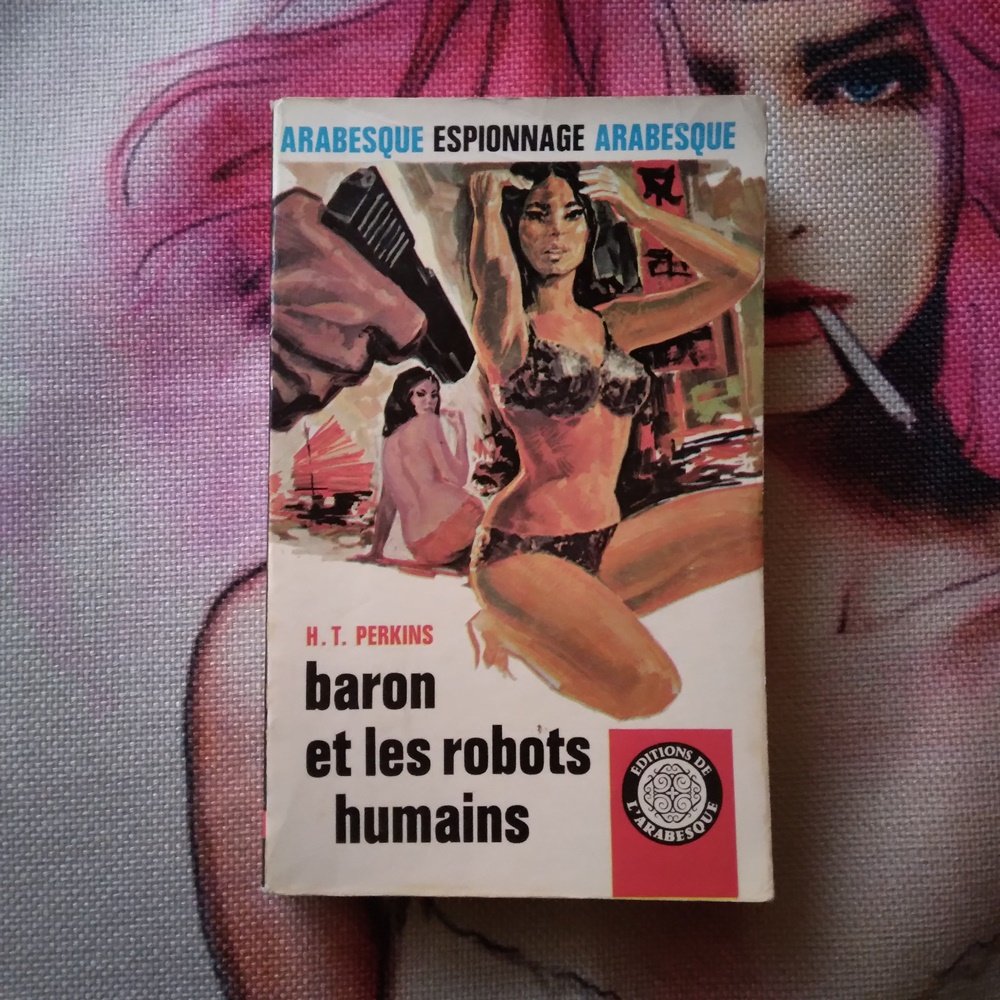 ARABESQUE ESPIONNAGE ARABESQUE
H. T. PERKINS
baron
et les robots
humains
EDITIONS DE
L'ARABESQUE